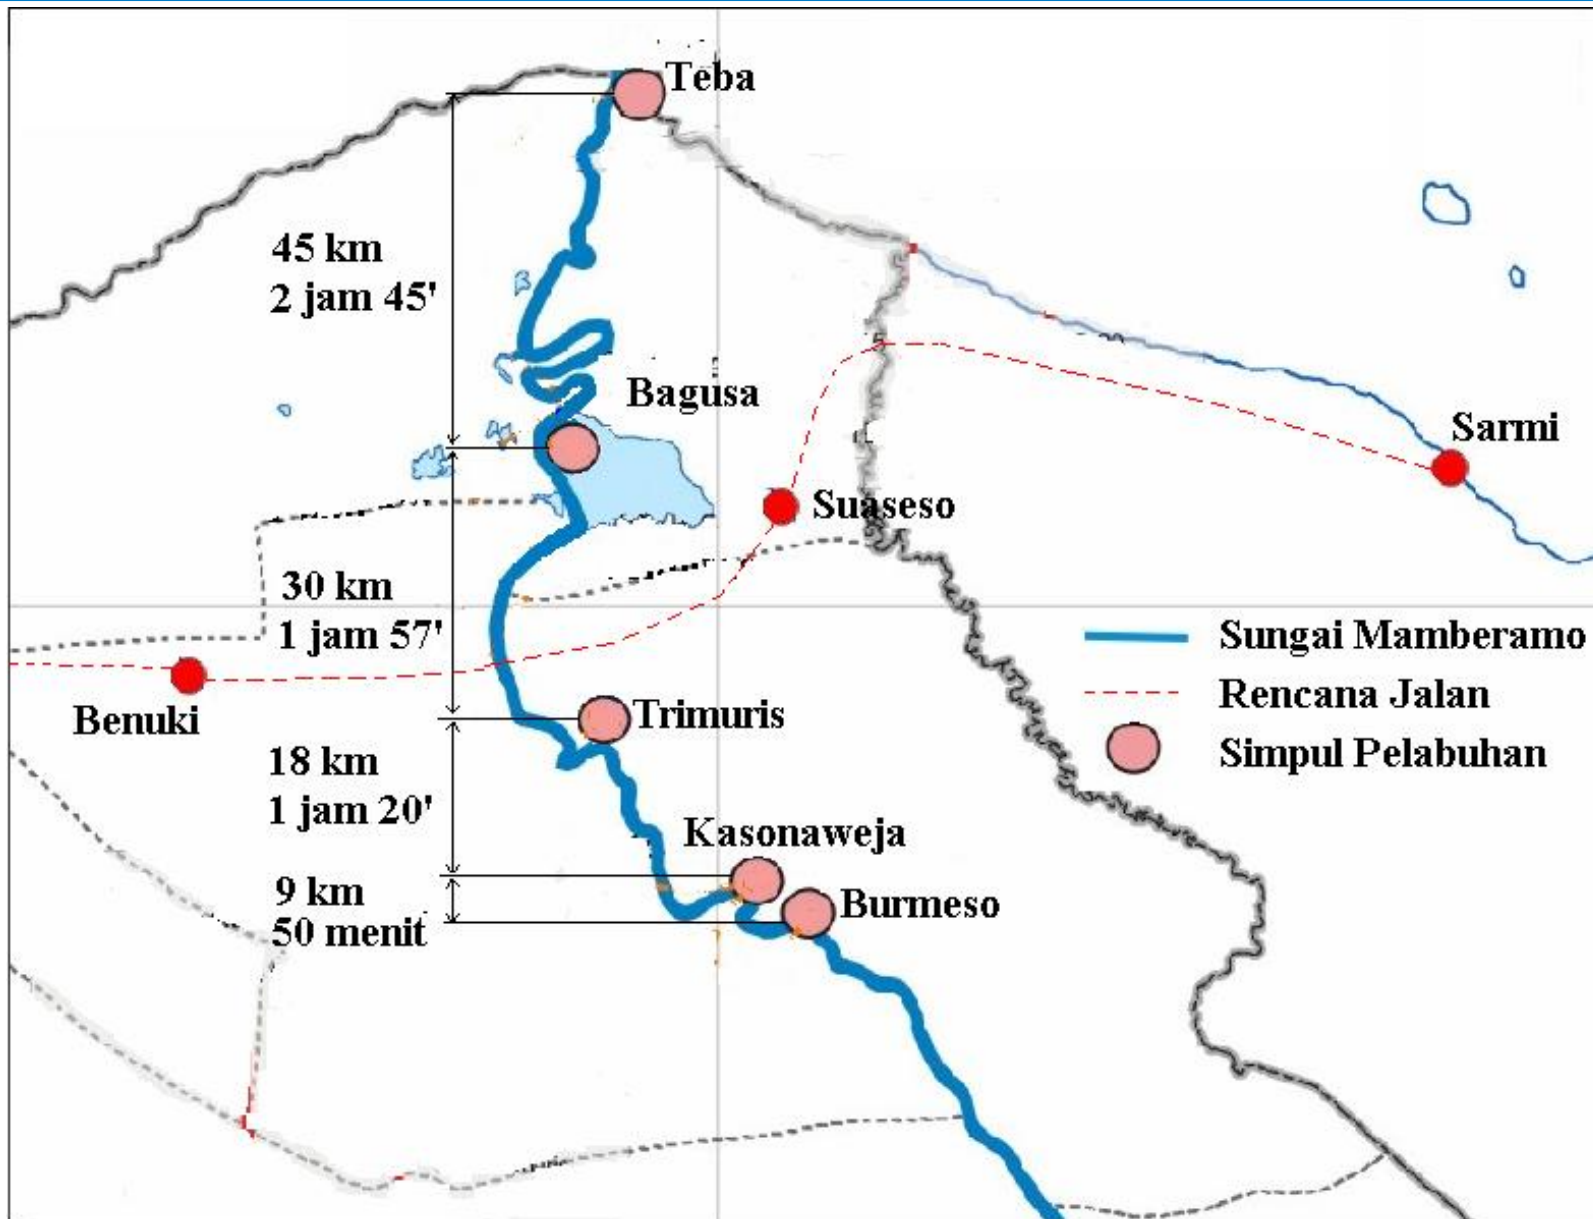 Teba
45 km
2 jam 45'
Bagusa
Sarmi
Suaseso
30 km
1 jam 57'
Sungai Mamberamo
Rencana Jalan
Simpul Pelabuhan
Benuki
Trimuris
18 km
1 jam 20'
Kasonaweja
9 km
50 menit
Burmeso